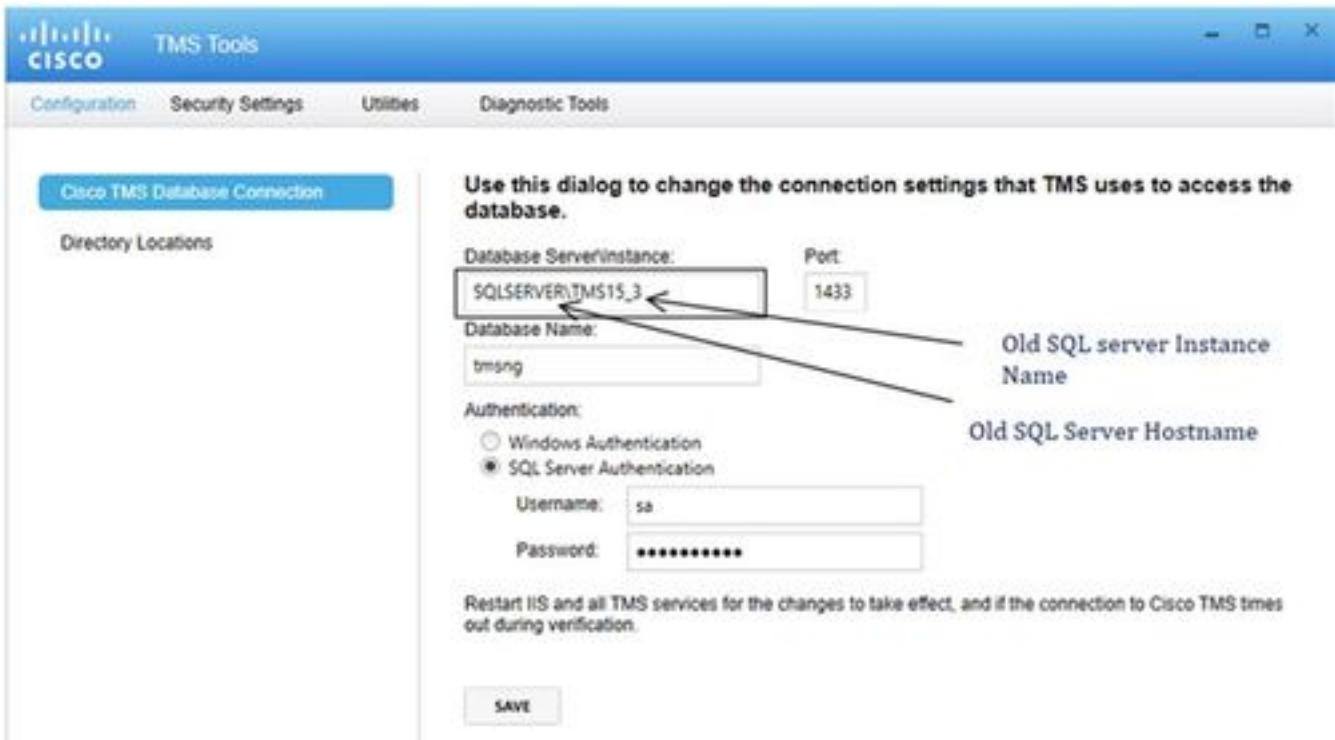 CISCO
TMS Tools
Configuration Security Settings Utilities Diagnostic Tools
Cisco TMS Database Connection
Directory Locations
Use this dialog to change the connection settings that TMS uses to access the
database.
Database Server\Instance: Port:
SQLSERVER\TMS15_3 1433
Old SQL server Instance
Name
Database Name:
tmsng
Old SQL Server Hostname
Authentication:
Windows Authentication
SQL Server Authentication
Username: sa
Password: ••••••••••
Restart IIS and all TMS services for the changes to take effect, and if the connection to Cisco TMS times
out during verification.
SAVE